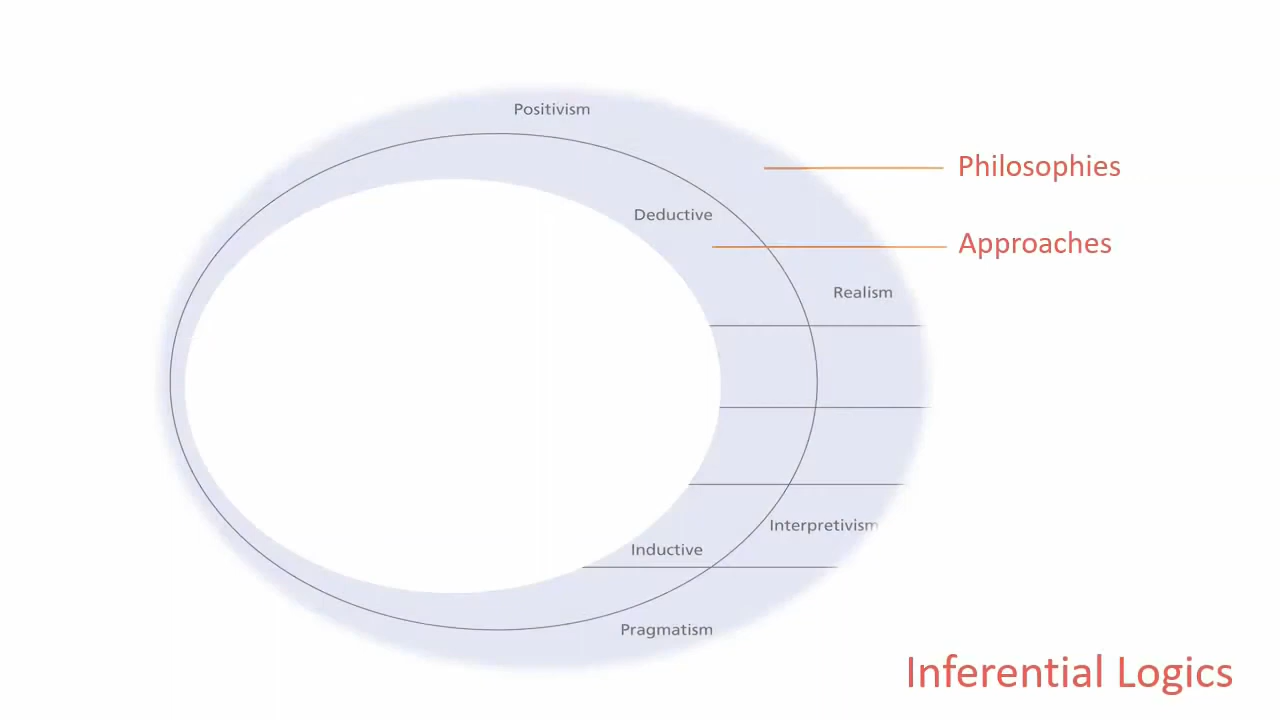 Positivism
Philosophies
Deductive
Approaches
Realism
Interpretivism
Inductive
Pragmatism
Inferential Logics